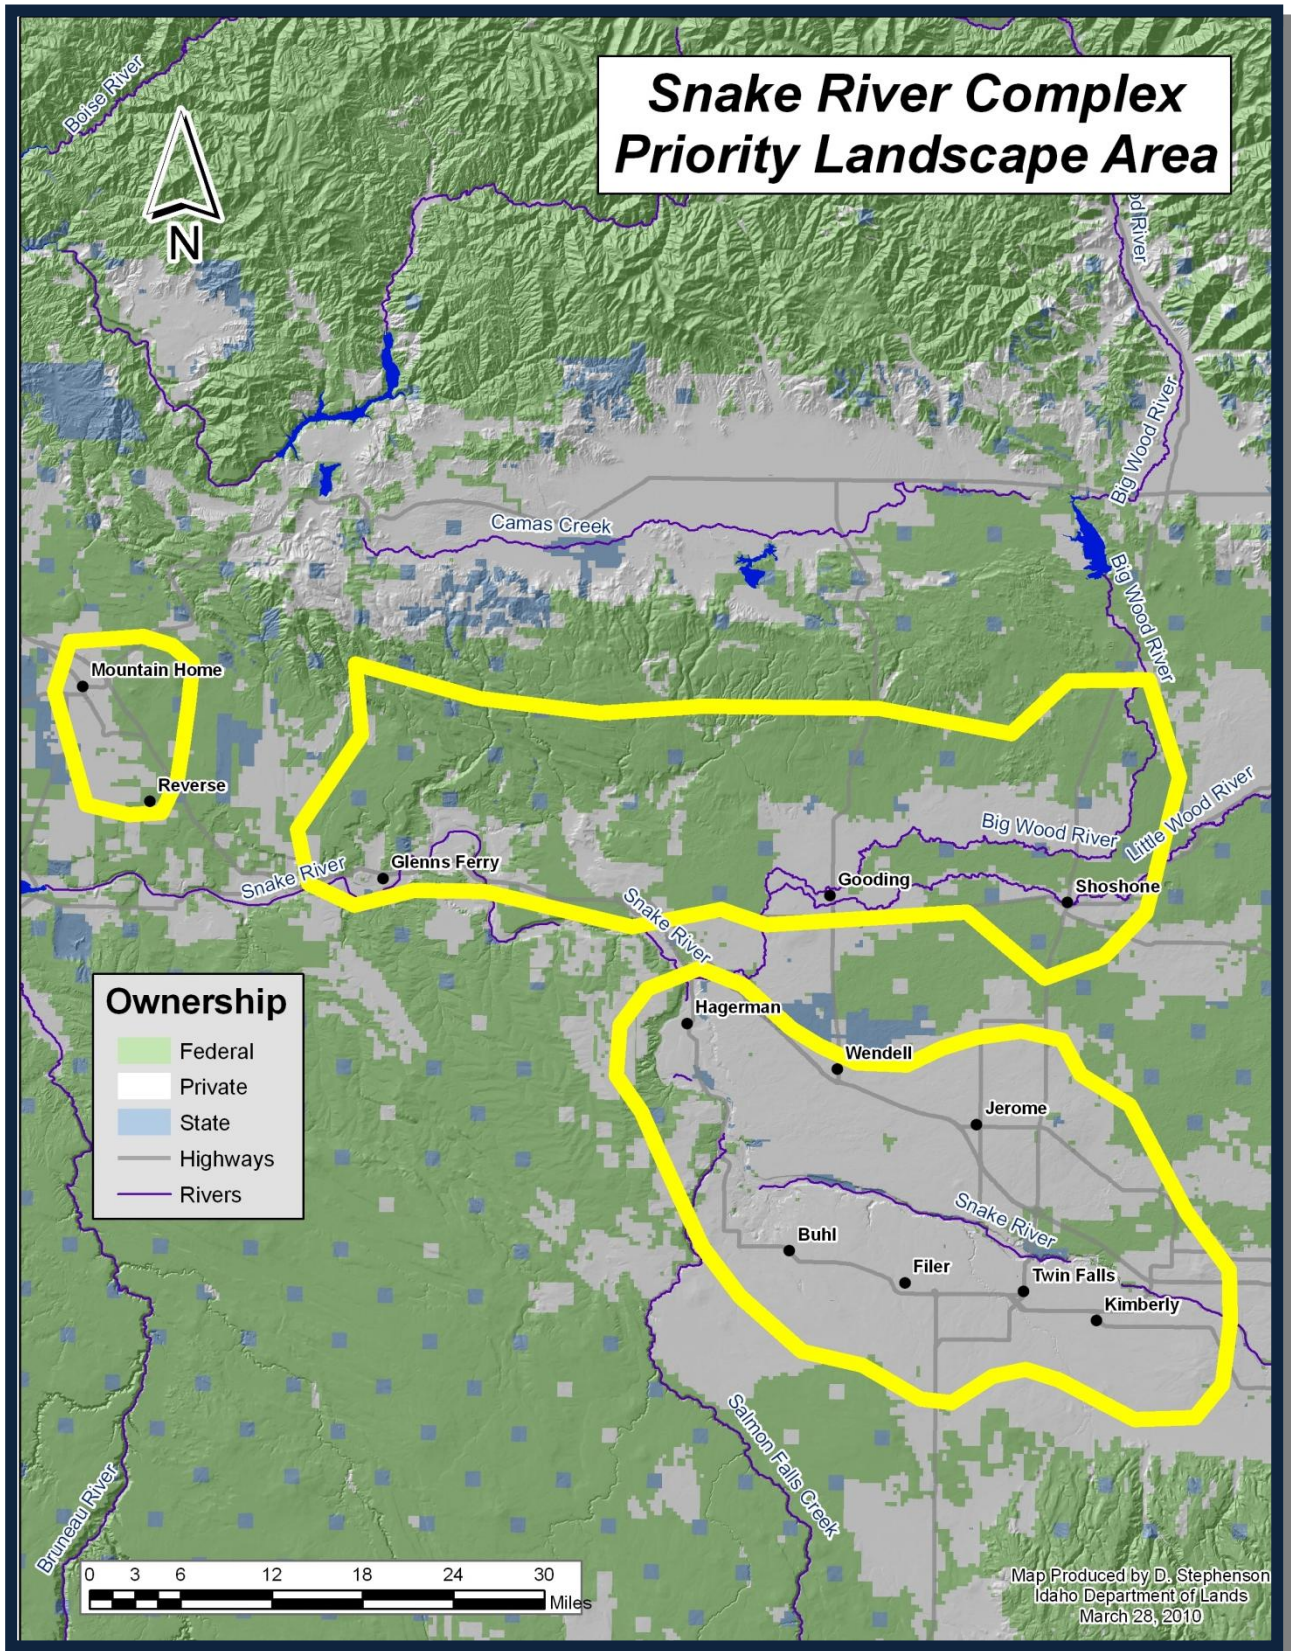 Snake River Complex
Priority Landscape Area
Boise River
N
od River
Big Wood River
Camas Creek
Big Wood River
Mountain Home
Reverse
Big Wood River
Little Wood River
Glenns Ferry
Snake River
Gooding
Shoshone
Snake River
Hagerman
Wendell
Jerome
Ownership
Federal
Private
State
Highways
Rivers
Snake River
Buhl
Filer
Twin Falls
Kimberly
Salmon Falls Creek
Bruneau River
0 3 6 12 18 24 30
Miles
Map Produced by D. Stephenson
Idaho Department of Lands
March 28, 2010